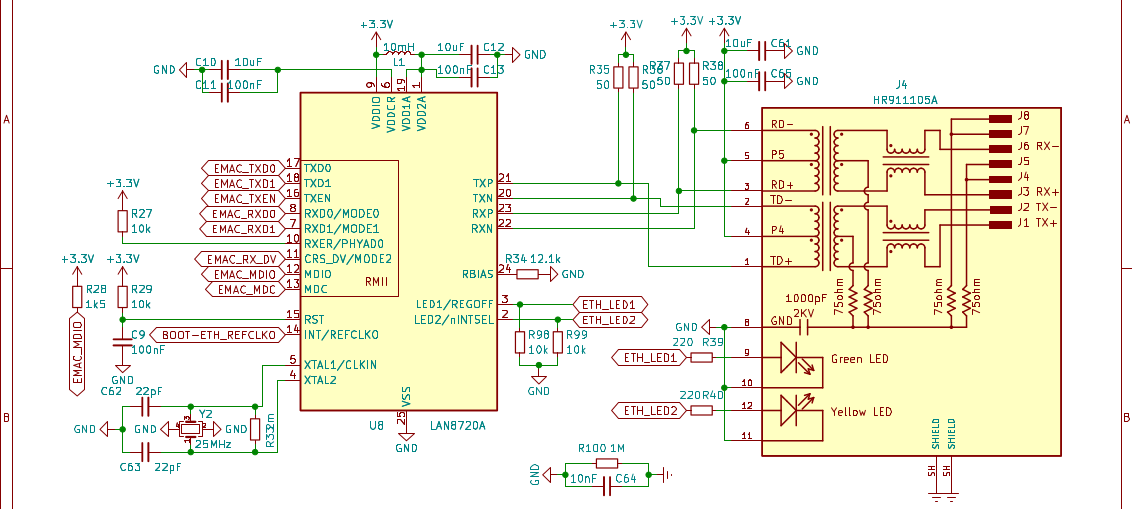 +3.3V
+3.3V
+3.3V
+3.3V
10mH
L1
10uF C12
100nF C13
GND
GND
C10 10uF
C11 100nF
10uF C61
GND
100nF C65
GND
R35
50
R36
50
R37
50
R38
50
J4
HR911105A
A
A
9
6
19
1
VDDIO
VDDCR
VDD1A
VDD2A
EMAC_TXD0 17 TXD0
EMAC_TXD1 18 TXD1
EMAC_TXEN 16 TXEN
EMAC_RXD0 8 RXD0/MODE0
EMAC_RXD1 7 RXD1/MODE1
10 RXER/PHYAD0
EMAC_RX_DV 11 CRS_DV/MODE2
EMAC_MDIO 12 MDIO
EMAC_MDC 13 MDC
RMII
15 RST
BOOT-ETH_REFCLK0 14 INT/REFCLK0
5 XTAL1/CLKIN
4 XTAL2
TXP 21
TXN 20
RXP 23
RXN 22
RBIAS 24
R34 12.1k
GND
LED1/REGOFF 3 ETH_LED1
LED2/nINTSEL 2 ETH_LED2
R98
10k
R99
10k
GND
VSS
25
GND
U8
LAN8720A
+3.3V
R27
10k
+3.3V
+3.3V
R28
1k5
R29
10k
EMAC_MDIO
C9
100nF
GND
C62 22pF
GND
GND
Y2
GND
25MHz
4
3
2
1
C63 22pF
6 RD-
5 P5
3 RD+
2 TD-
4 P4
1 TD+
J8
J7
J6 RX-
J5
J4
J3 RX+
J2 TX-
J1 TX+
75ohm
75ohm
75ohm
75ohm
1000pF
2KV
GND
8
GND
220 R39
ETH_LED1
9
10
Green LED
220R40
ETH_LED2
12
11
Yellow LED
SHIELD
SHIELD
SH
SH
R100 1M
GND
10nF C64
B
B